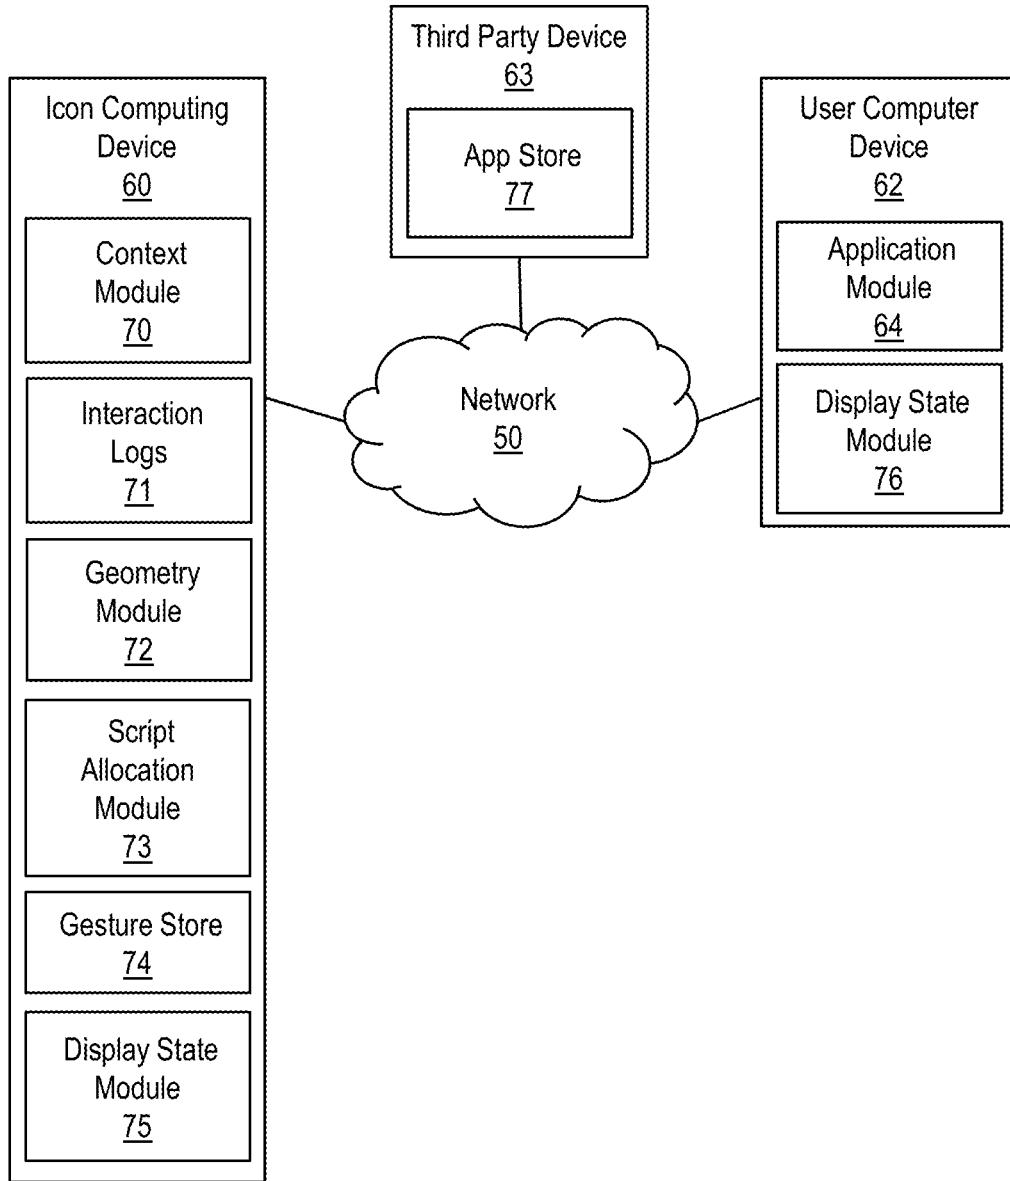 Third Party Device
63
App Store
77
Icon Computing
Device
60
Context
Module
70
Interaction
Logs
71
Geometry
Module
72
Script
Allocation
Module
73
Gesture Store
74
Display State
Module
75
Network
50
User Computer
Device
62
Application
Module
64
Display State
Module
76